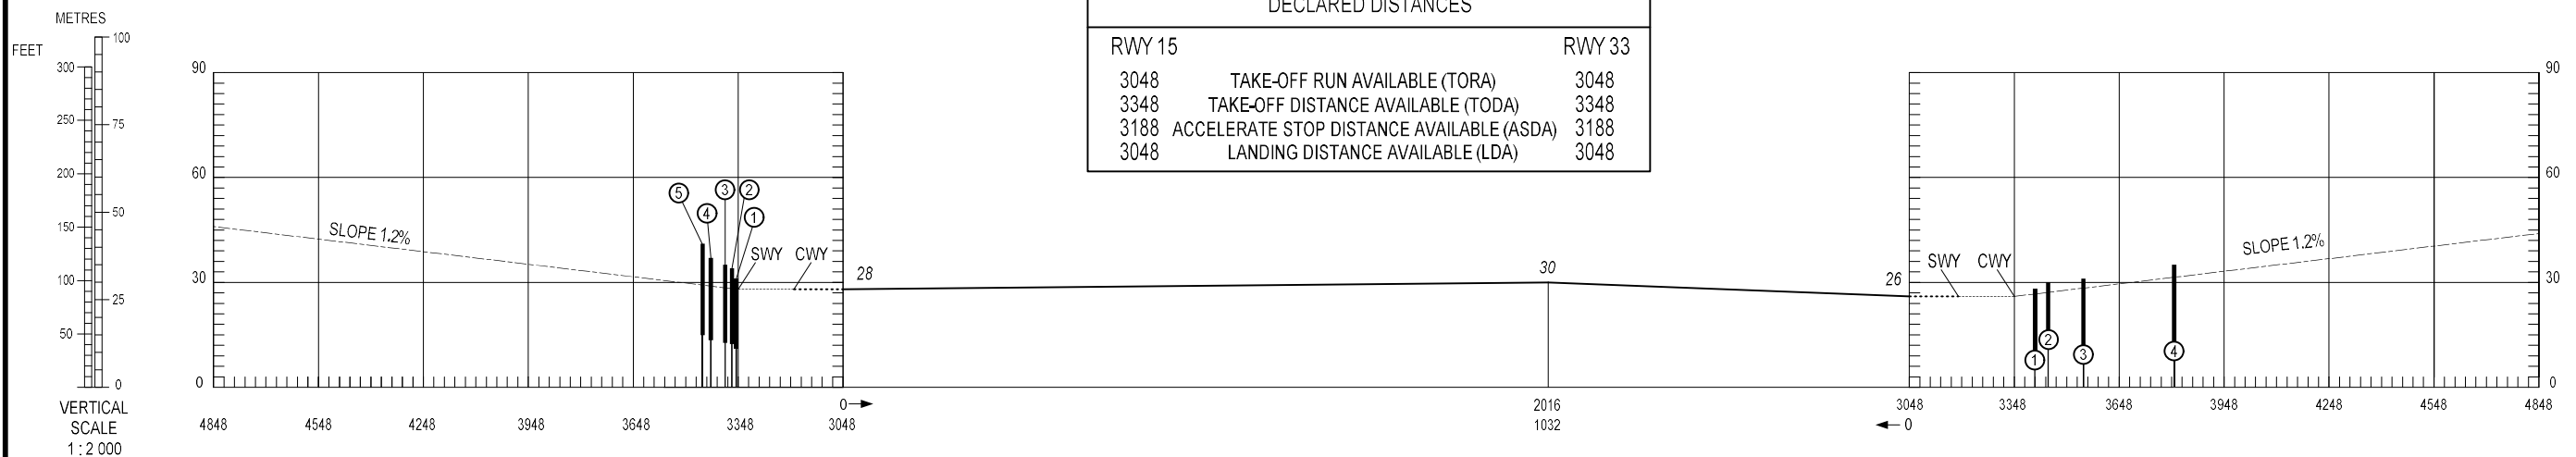 METRES
FEET
100
300
250
75
200
50
150
100
25
50
0
VERTICAL
SCALE
1 : 2 000
DECLARED DISTANCES
RWY 15 RWY 33
3048 TAKE-OFF RUN AVAILABLE (TORA) 3048
3348 TAKE-OFF DISTANCE AVAILABLE (TODA) 3348
3188 ACCELERATE STOP DISTANCE AVAILABLE (ASDA) 3188
3048 LANDING DISTANCE AVAILABLE (LDA) 3048
90
60
30
0
SLOPE 1.2%
5
4
3
2
1
SWY CWY
28
30
26
SWY CWY
SLOPE 1.2%
1
2
3
4
90
60
30
0
0 2016 3048 3348 3648 3948 4248 4548 4848
4848 4548 4248 3948 3648 3348 3048 1032 0